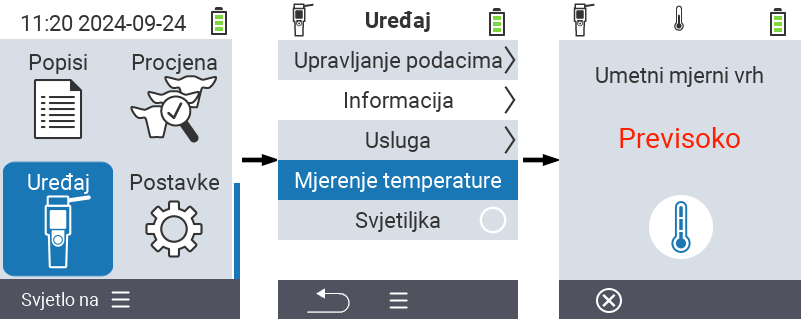 11:20 2024-09-24
Popisi
Procjena
Uređaj
Postavke
Svjetlo na
Uređaj
Upravljanje podacima
Informacija
Usluga
Mjerenje temperature
Svjetiljka
Umetni mjerni vrh
Previsoko